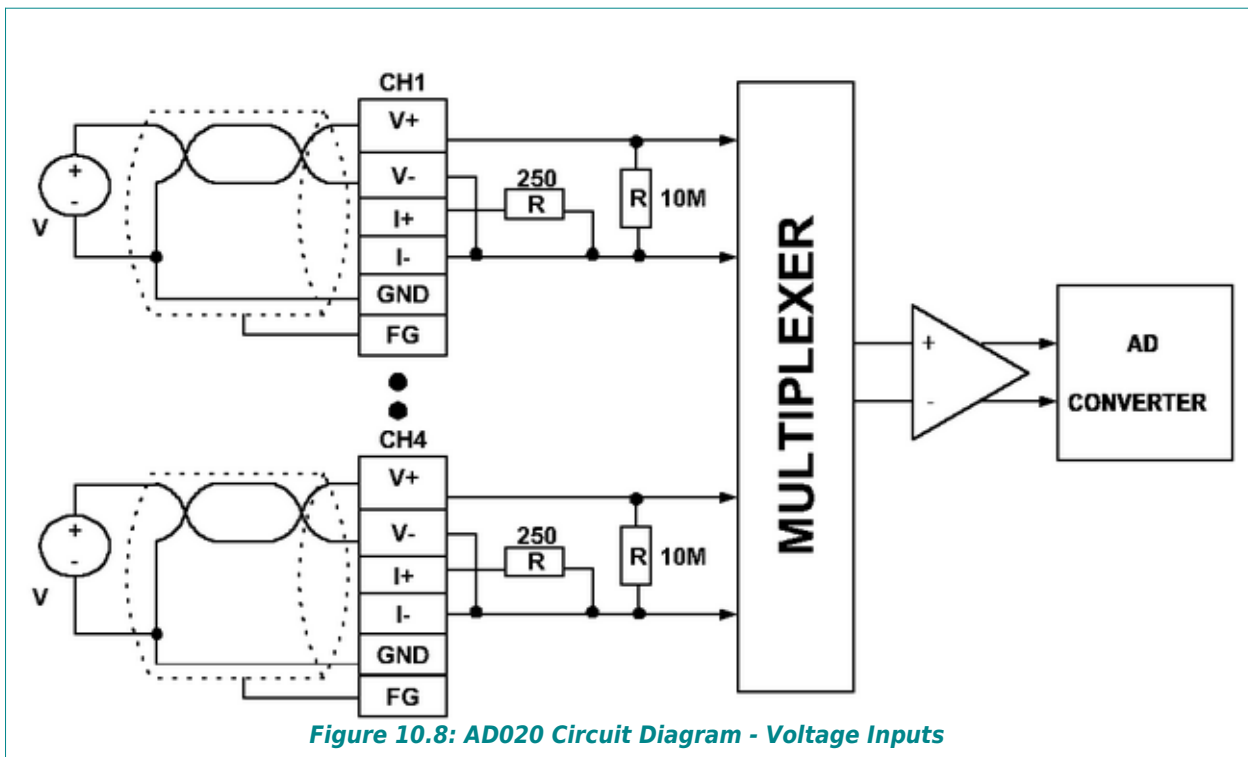 CH1
V+
V-
I+
I-
GND
FG
+
-
V
250
R
R
10M
CH4
V+
V-
I+
I-
GND
FG
+
-
V
250
R
R
10M
MULTIPLEXER
+
-
AD
CONVERTER
Figure 10.8: AD020 Circuit Diagram - Voltage Inputs